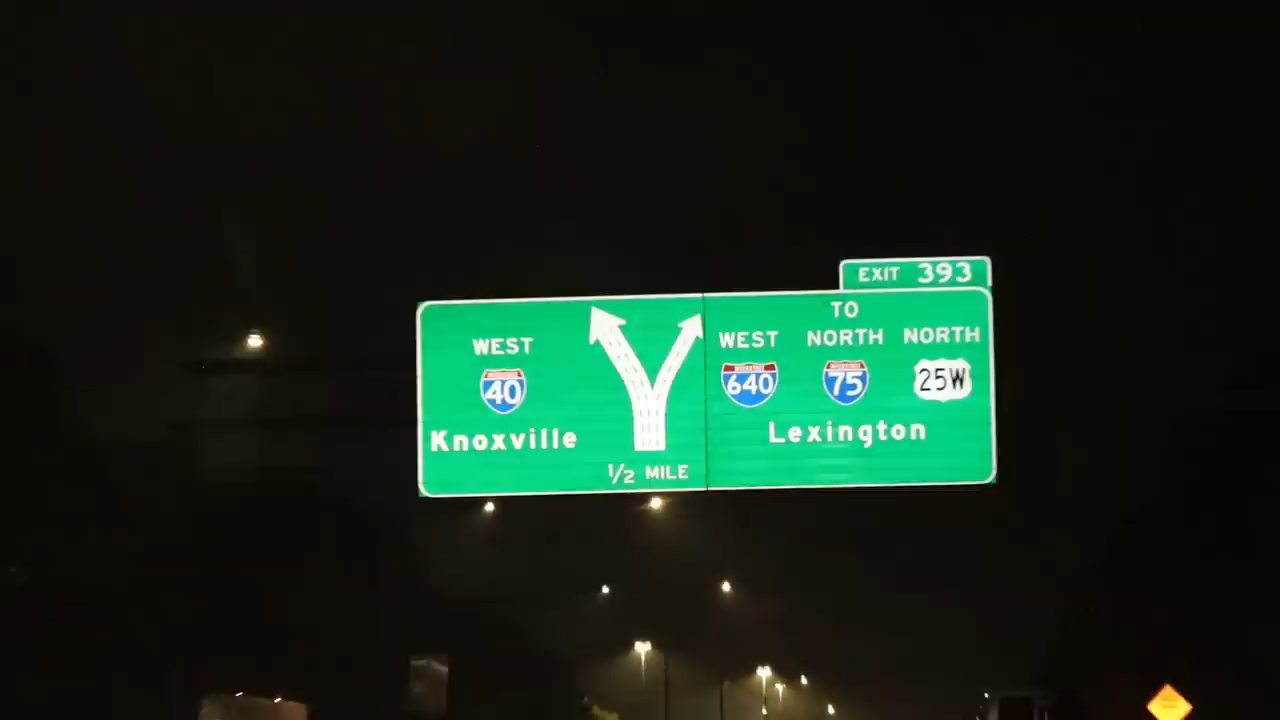 EXIT 393
WEST
40
Knoxville
1/2 MILE
TO
WEST NORTH NORTH
640 75 25W
Lexington